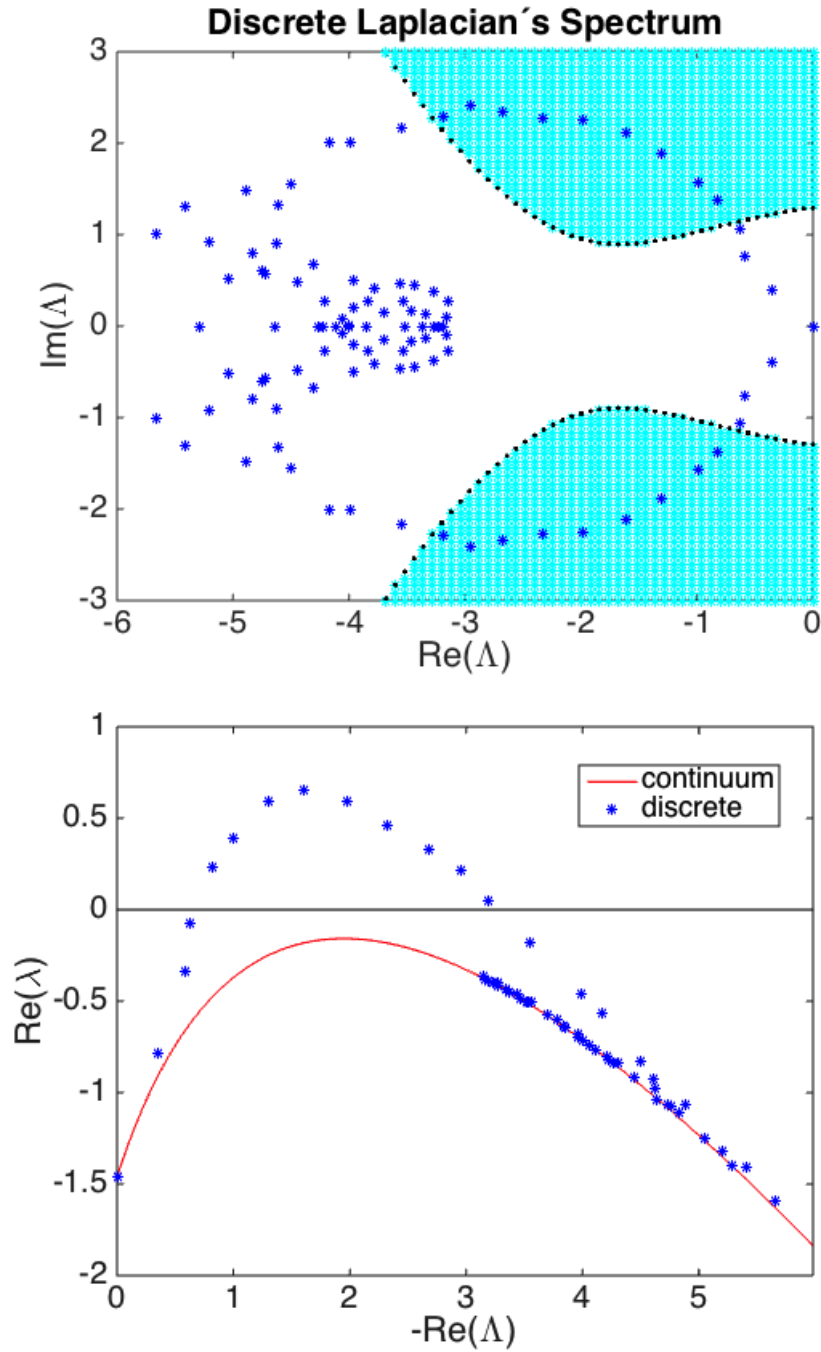 Discrete Laplacian´s Spectrum
3
2
1
0
-1
-2
-3
Im(Λ)
-6 -5 -4 -3 -2 -1 0
Re(Λ)
1
0.5
0
-0.5
-1
-1.5
-2
Re(λ)
continuum
discrete
0 1 2 3 4 5
-Re(Λ)